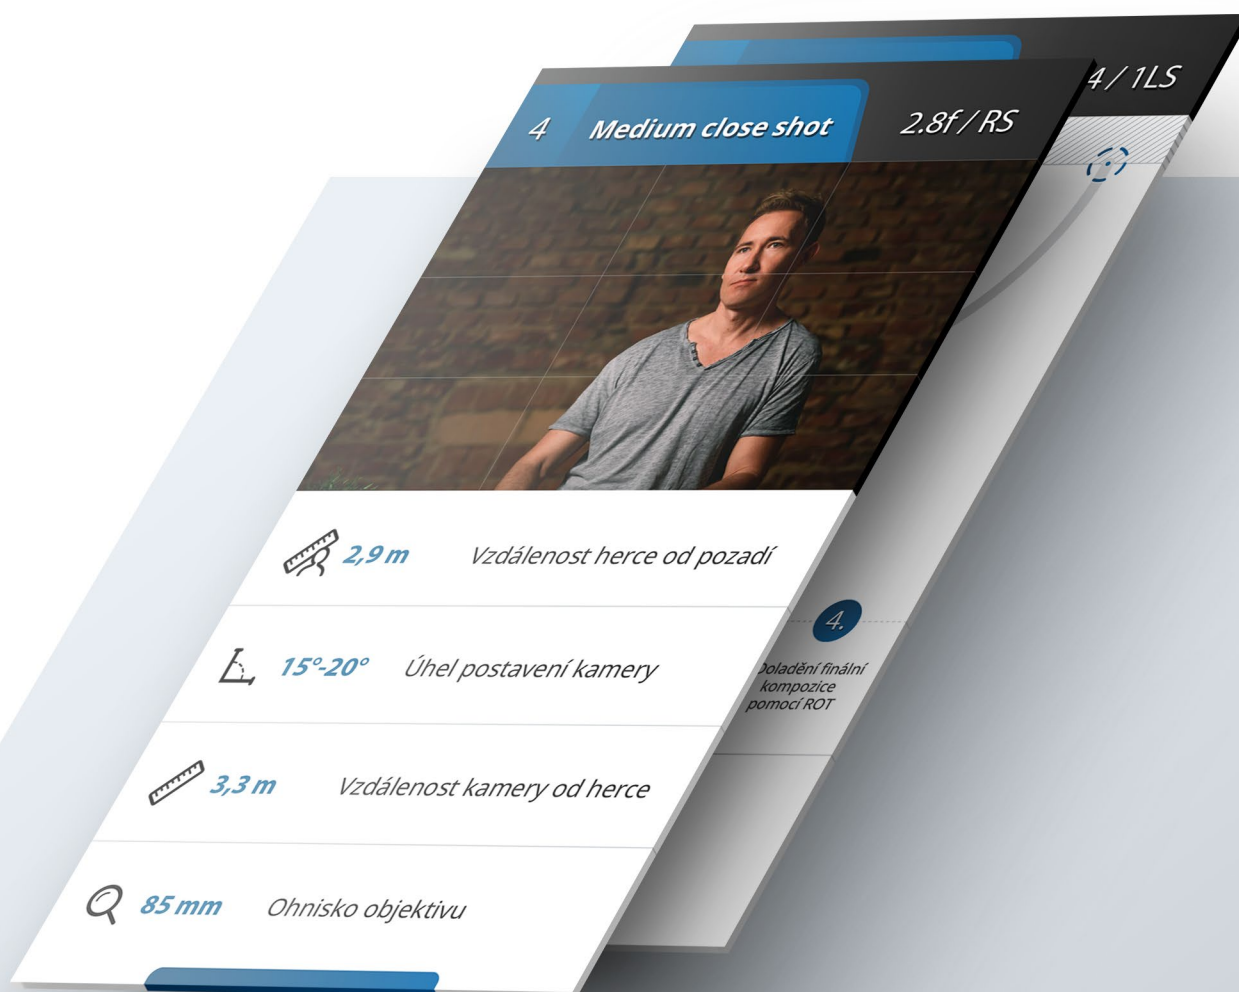 4 / 1LS
4 Medium close shot 2.8f / RS
2,9 m Vzdálenost herce od pozadí
15°-20° Úhel postavení kamery
3,3 m Vzdálenost kamery od herce
85 mm Ohnisko objektivu
4.
Doladění finální
kompozice
pomocí ROT